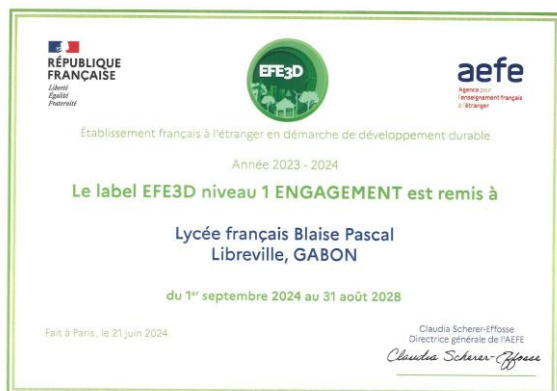 RÉPUBLIQUE
FRANÇAISE
Liberté
Égalité
Fraternité
EFE3D
aefe
Agence pour
l'enseignement français
à l'étranger
Établissement français à l'étranger en démarche de développement durable
Année 2023 - 2024
Le label EFE3D niveau 1 ENGAGEMENT est remis à
Lycée français Blaise Pascal
Libreville, GABON
du 1er septembre 2024 au 31 août 2028
Fait à Paris, le 21 juin 2024
Claudia Scherer-Effosse
Directrice générale de l'AEFE
Claudia Scherer-Effosse